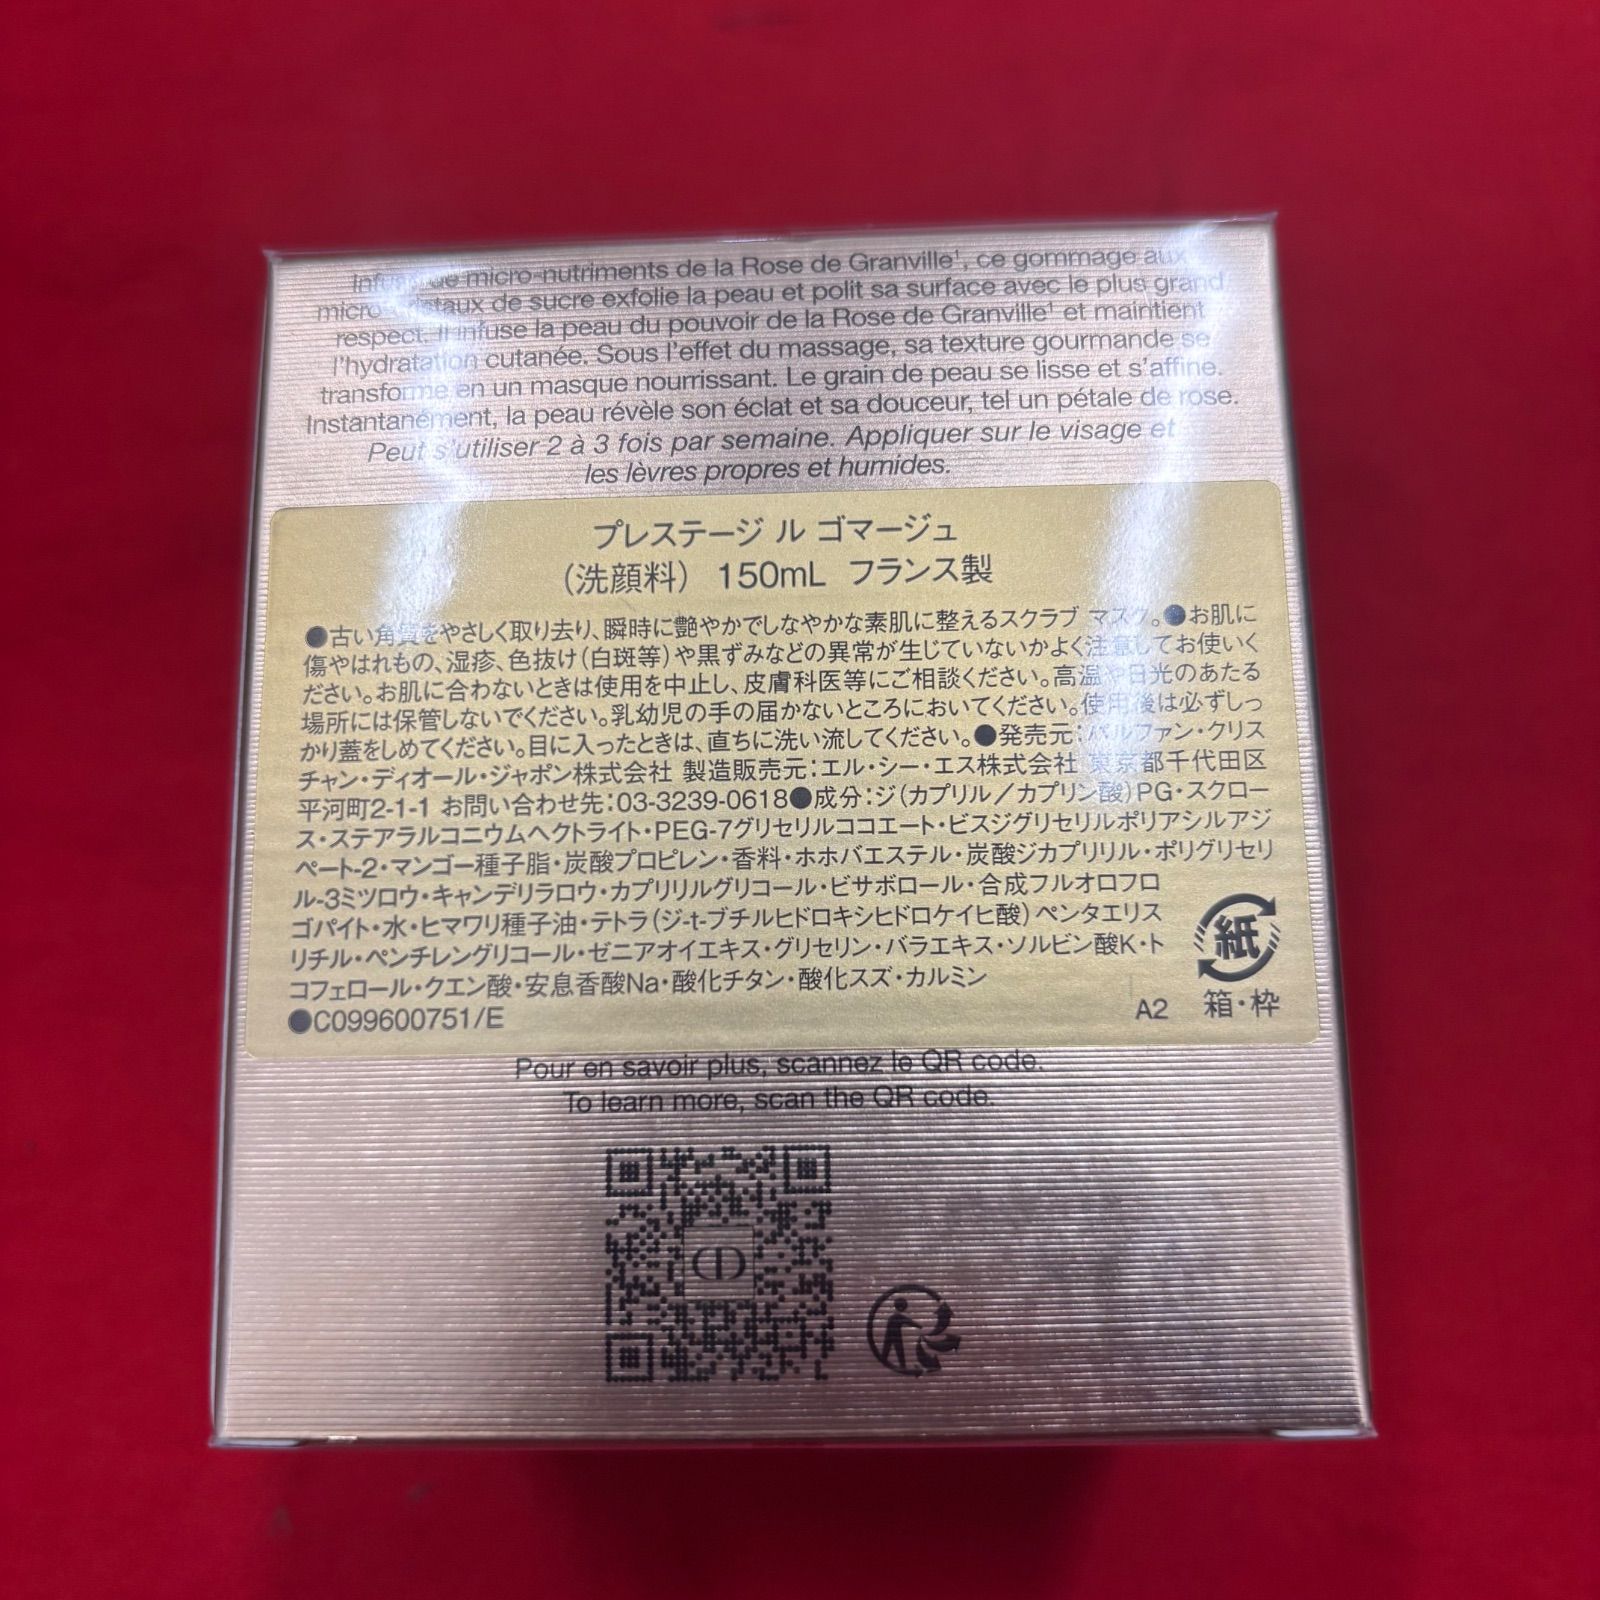 Infusé de micro-nutriments de la Rose de Granville¹, ce gommage aux
micro-cristaux de sucre exfolie la peau et polit sa surface avec le plus grand
respect. Il infuse la peau du pouvoir de la Rose de Granville¹ et maintient
l'hydratation cutanée. Sous l'effet du massage, sa texture gourmande se
transforme en un masque nourrissant. Le grain de peau se lisse et s'affine.
Instantanément, la peau révèle son éclat et sa douceur, tel un pétale de rose.
Peut s'utiliser 2 à 3 fois par semaine. Appliquer sur le visage et
les lèvres propres et humides.
プレステージ ル ゴマージュ
(洗顔料) 150mL フランス製
●古い角質をやさしく取り去り、瞬時に艶やかでしなやかな素肌に整えるスクラブ マスク。●お肌に
傷やはれもの、湿疹、色抜け(白斑等)や黒ずみなどの異常が生じていないかよく注意してお使いく
ださい。お肌に合わないときは使用を中止し、皮膚科医等にご相談ください。高温や日光のあたる
場所には保管しないでください。乳幼児の手の届かないところにおいてください。使用後は必ずしっ
かり蓋をしめてください。目に入ったときは、直ちに洗い流してください。●発売元:パルファン・クリス
チャン・ディオール・ジャポン株式会社 製造販売元:エル・シー・エス株式会社 東京都千代田区
平河町2-1-1 お問い合わせ先:03-3239-0618●成分:ジ(カプリル/カプリン酸)PG・スクロー
ス・ステアラルコニウムヘクトライト・PEG-7グリセリルココエート・ビスジグリセリルポリアシルアジ
ペート-2・マンゴー種子脂・炭酸プロピレン・香料・ホホバエステル・炭酸ジカプリリル・ポリグリセリ
ル-3ミツロウ・キャンデリラロウ・カプリリルグリコール・ビサボロール・合成フルオロフロ
ゴパイト・水・ヒマワリ種子油・テトラ(ジ-t-ブチルヒドロキシヒドロケイヒ酸)ペンタエリス
リチル・ペンチレングリコール・ゼニアオイエキス・グリセリン・バラエキス・ソルビン酸K・ト
コフェロール・クエン酸・安息香酸Na・酸化チタン・酸化スズ・カルミン
●C099600751/E
A2
紙
箱・枠
Pour en savoir plus, scannez le QR code.
To learn more, scan the QR code.
CD